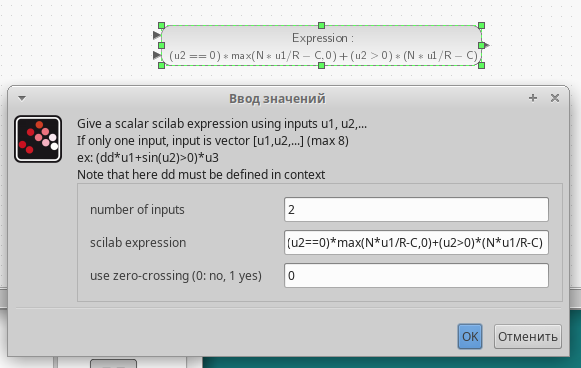 Expression :
(u2 == 0) * max(N * u1/R − C, 0) + (u2 > 0) * (N * u1/R − C)
Ввод значений
Give a scalar scilab expression using inputs u1, u2,...
If only one input, input is vector [u1,u2,...] (max 8)
ex: (dd*u1+sin(u2)>0)*u3
Note that here dd must be defined in context
number of inputs
2
scilab expression
(u2==0)*max(N*u1/R-C,0)+(u2>0)*(N*u1/R-C)
use zero-crossing (0: no, 1 yes)
0
OK
Отменить